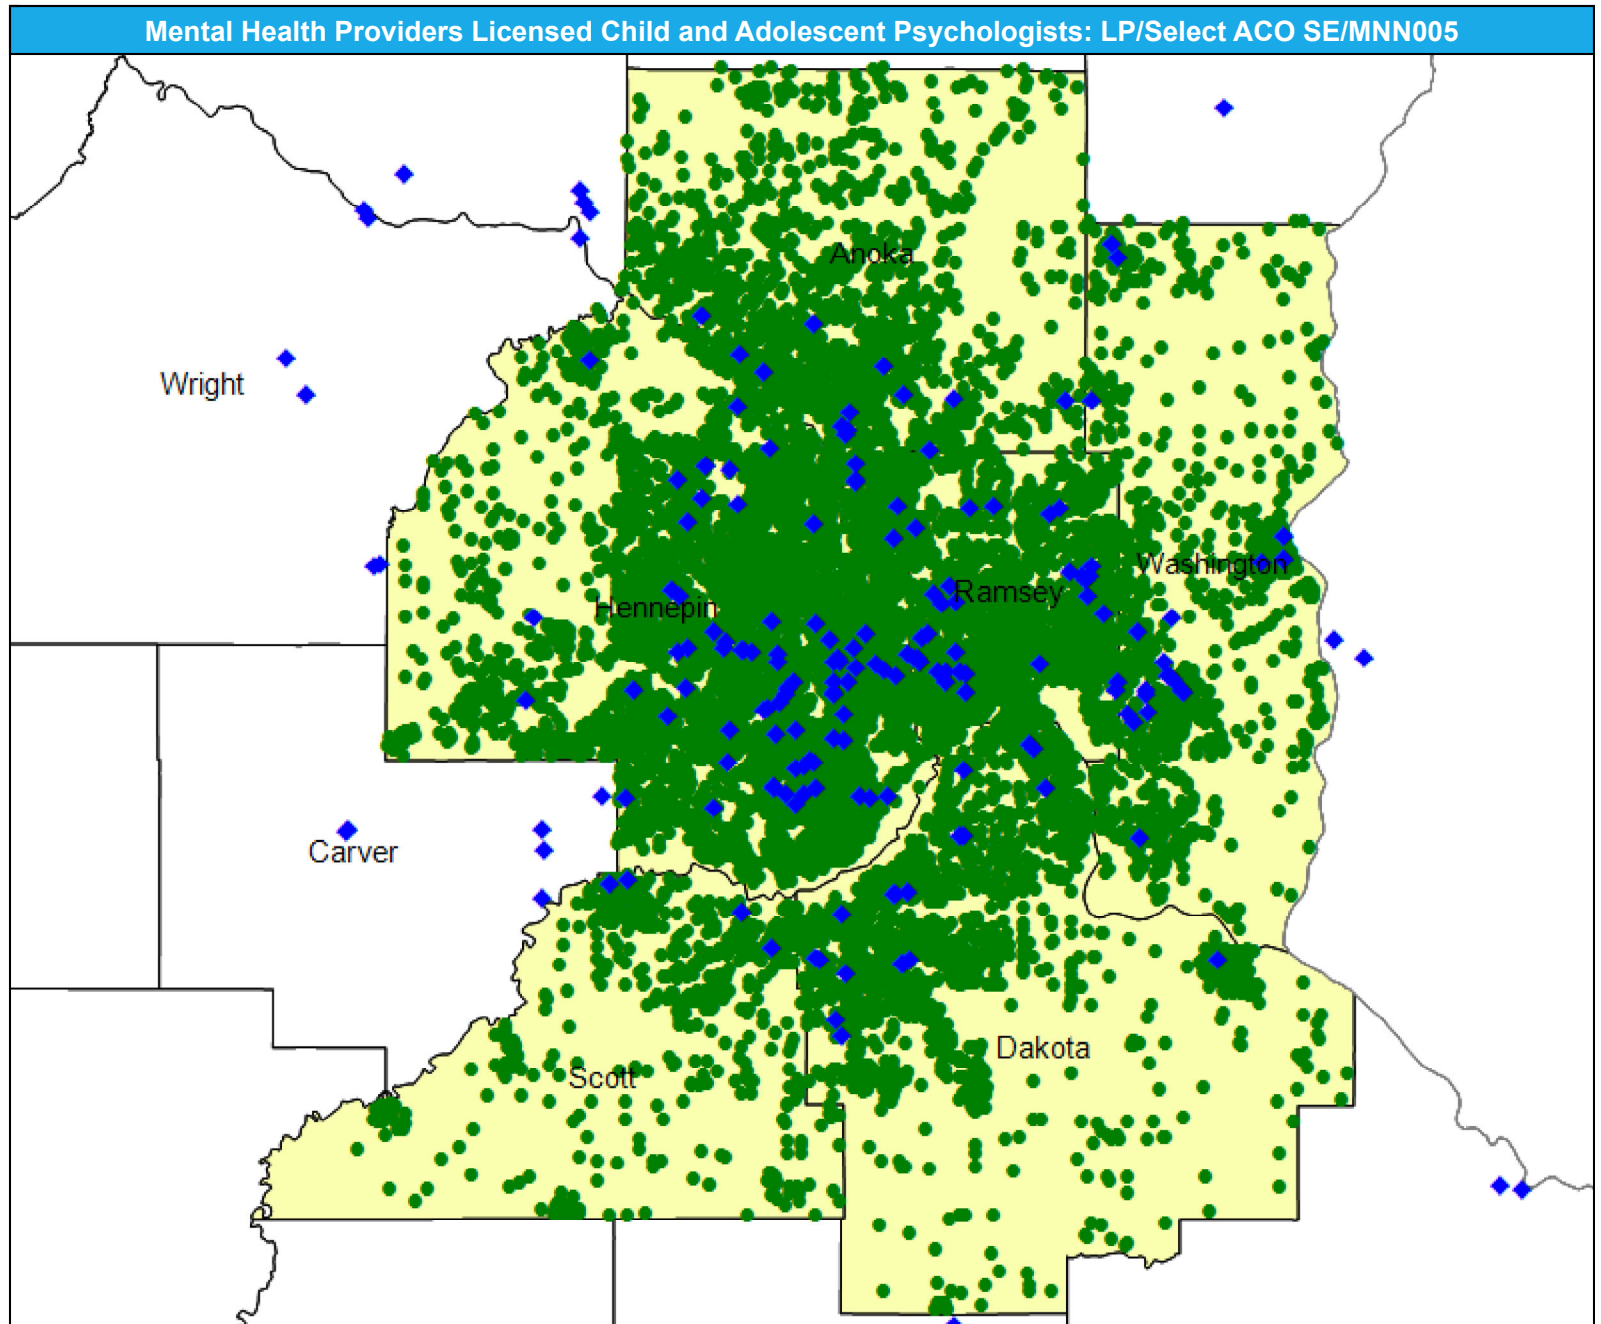 Mental Health Providers Licensed Child and Adolescent Psychologists: LP/Select ACO SE/MNN005
Anoka
Wright
Washington
Ramsey
Hennepin
Carver
Dakota
Scott